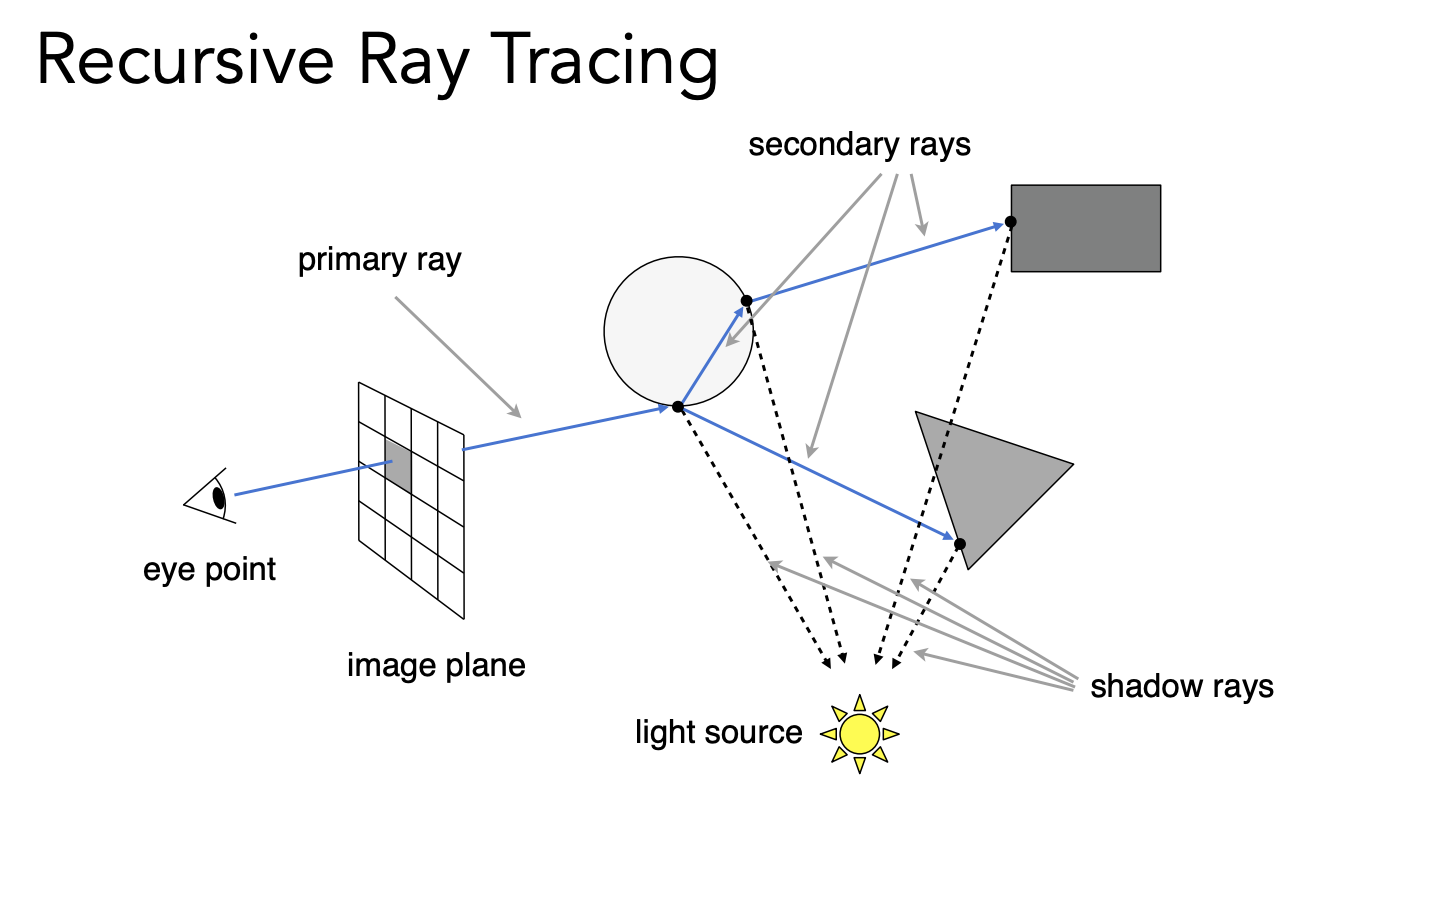 Recursive Ray Tracing
secondary rays
primary ray
eye point
image plane
shadow rays
light source